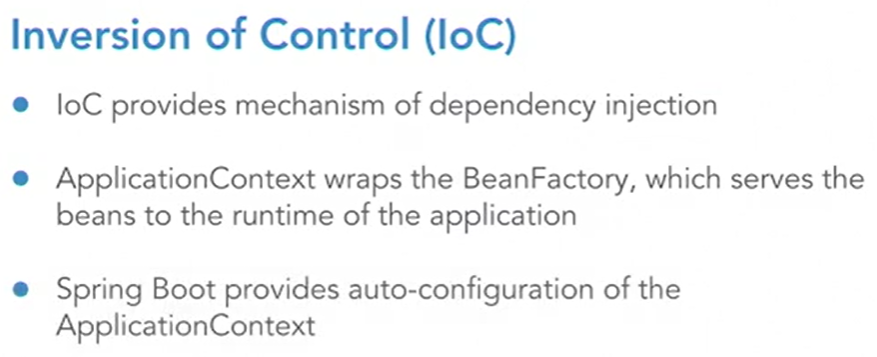 Inversion of Control (IoC)
IoC provides mechanism of dependency injection
ApplicationContext wraps the BeanFactory, which serves the
beans to the runtime of the application
Spring Boot provides auto-configuration of the
ApplicationContext